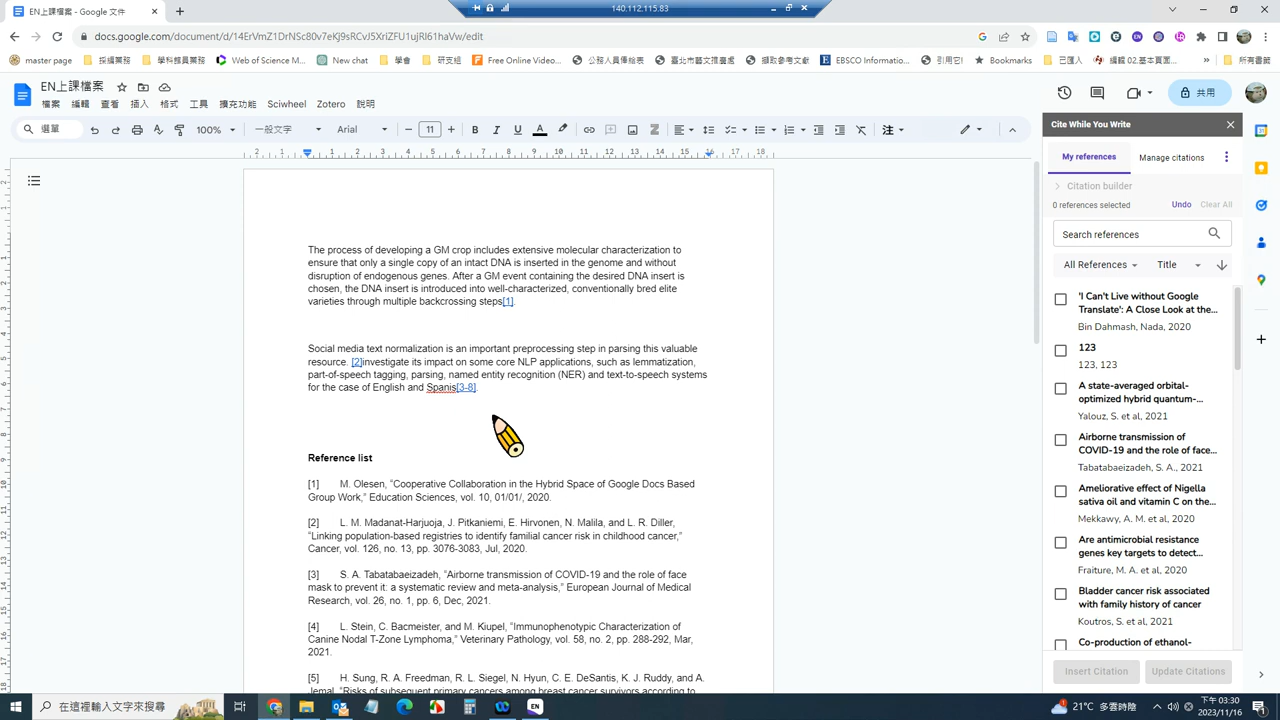 EN上課檔案 - Google 文件
140.112.115.83
docs.google.com/document/d/14ErVmZ1DrNSc80v7eKj9sRCvJ5XriZFU1ujRI61haVw/edit
master page
採購業務
學科館員業務
Web of Science M...
New chat
學會
研支組
Free Online Video...
公務人員傳給表
臺北市藝文推廣處
擷取參考文獻
EBSCO Informatio...
引用它!
Bookmarks
已匯入
編輯 02.基本頁面...
所有書籤
EN上課檔案
檔案 編輯 查看 插入 格式 工具 擴充功能 Sciwheel Zotero 說明
共用
選單
100%
一般文字
Arial
11
The process of developing a GM crop includes extensive molecular characterization to
ensure that only a single copy of an intact DNA is inserted in the genome and without
disruption of endogenous genes. After a GM event containing the desired DNA insert is
chosen, the DNA insert is introduced into well-characterized, conventionally bred elite
varieties through multiple backcrossing steps[1].
Social media text normalization is an important preprocessing step in parsing this valuable
resource. [2]investigate its impact on some core NLP applications, such as lemmatization,
part-of-speech tagging, parsing, named entity recognition (NER) and text-to-speech systems
for the case of English and Spanis[3-8].
Reference list
[1] M. Olesen, “Cooperative Collaboration in the Hybrid Space of Google Docs Based
Group Work,” Education Sciences, vol. 10, 01/01/, 2020.
[2] L. M. Madanat-Harjuoja, J. Pitkaniemi, E. Hirvonen, N. Malila, and L. R. Diller,
“Linking population-based registries to identify familial cancer risk in childhood cancer,”
Cancer, vol. 126, no. 13, pp. 3076-3083, Jul, 2020.
[3] S. A. Tabatabaeizadeh, “Airborne transmission of COVID-19 and the role of face
mask to prevent it: a systematic review and meta-analysis,” European Journal of Medical
Research, vol. 26, no. 1, pp. 6, Dec, 2021.
[4] L. Stein, C. Bacmeister, and M. Kiupel, “Immunophenotypic Characterization of
Canine Nodal T-Zone Lymphoma,” Veterinary Pathology, vol. 58, no. 2, pp. 288-292, Mar,
2021.
[5] H. Sung, R. A. Freedman, R. L. Siegel, N. Hyun, C. E. DeSantis, K. J. Ruddy, and A.
Jemal, “Risks of subsequent primary cancers among breast cancer survivors according to
Cite While You Write
My references
Manage citations
Citation builder
0 references selected
Undo
Clear All
Search references
All References
Title
'I Can't Live without Google
Translate': A Close Look at the...
Bin Dahmash, Nada, 2020
123
123, 123
A state-averaged orbital-
optimized hybrid quantum-...
Yalouz, S. et al, 2021
Airborne transmission of
COVID-19 and the role of face...
Tabatabaeizadeh, S. A., 2021
Ameliorative effect of Nigella
sativa oil and vitamin C on the...
Mekkawy, A. M. et al, 2020
Are antimicrobial resistance
genes key targets to detect...
Fraiture, M. A. et al, 2020
Bladder cancer risk associated
with family history of cancer
Koutros, S. et al, 2021
Co-production of ethanol-
Insert Citation
Update Citations
在這裡輸入文字來搜尋
21°C 多雲時陰
下午 03:30
2023/11/16